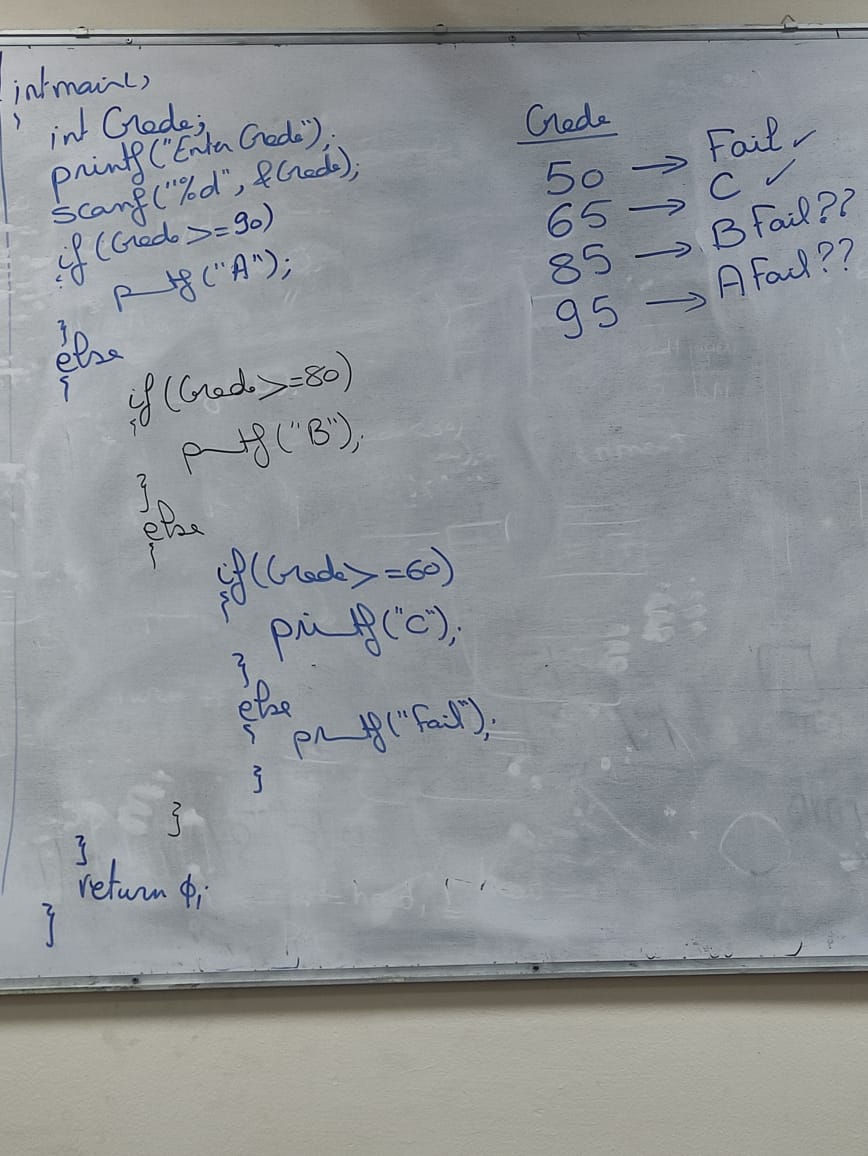 int main()
{
int Grade;
printf("Enter Grade");
scanf("%d", &Grade);
if(Grade>=90)
{
printf("A");
}
else
{
if(Grade>=80)
{
printf("B");
}
else
{
if(Grade>=60)
{
printf("C");
}
else
{
printf("Fail");
}
}
}
return 0;
}
Grade
50 → Fail ✓
65 → C ✓
85 → B Fail??
95 → A Fail??